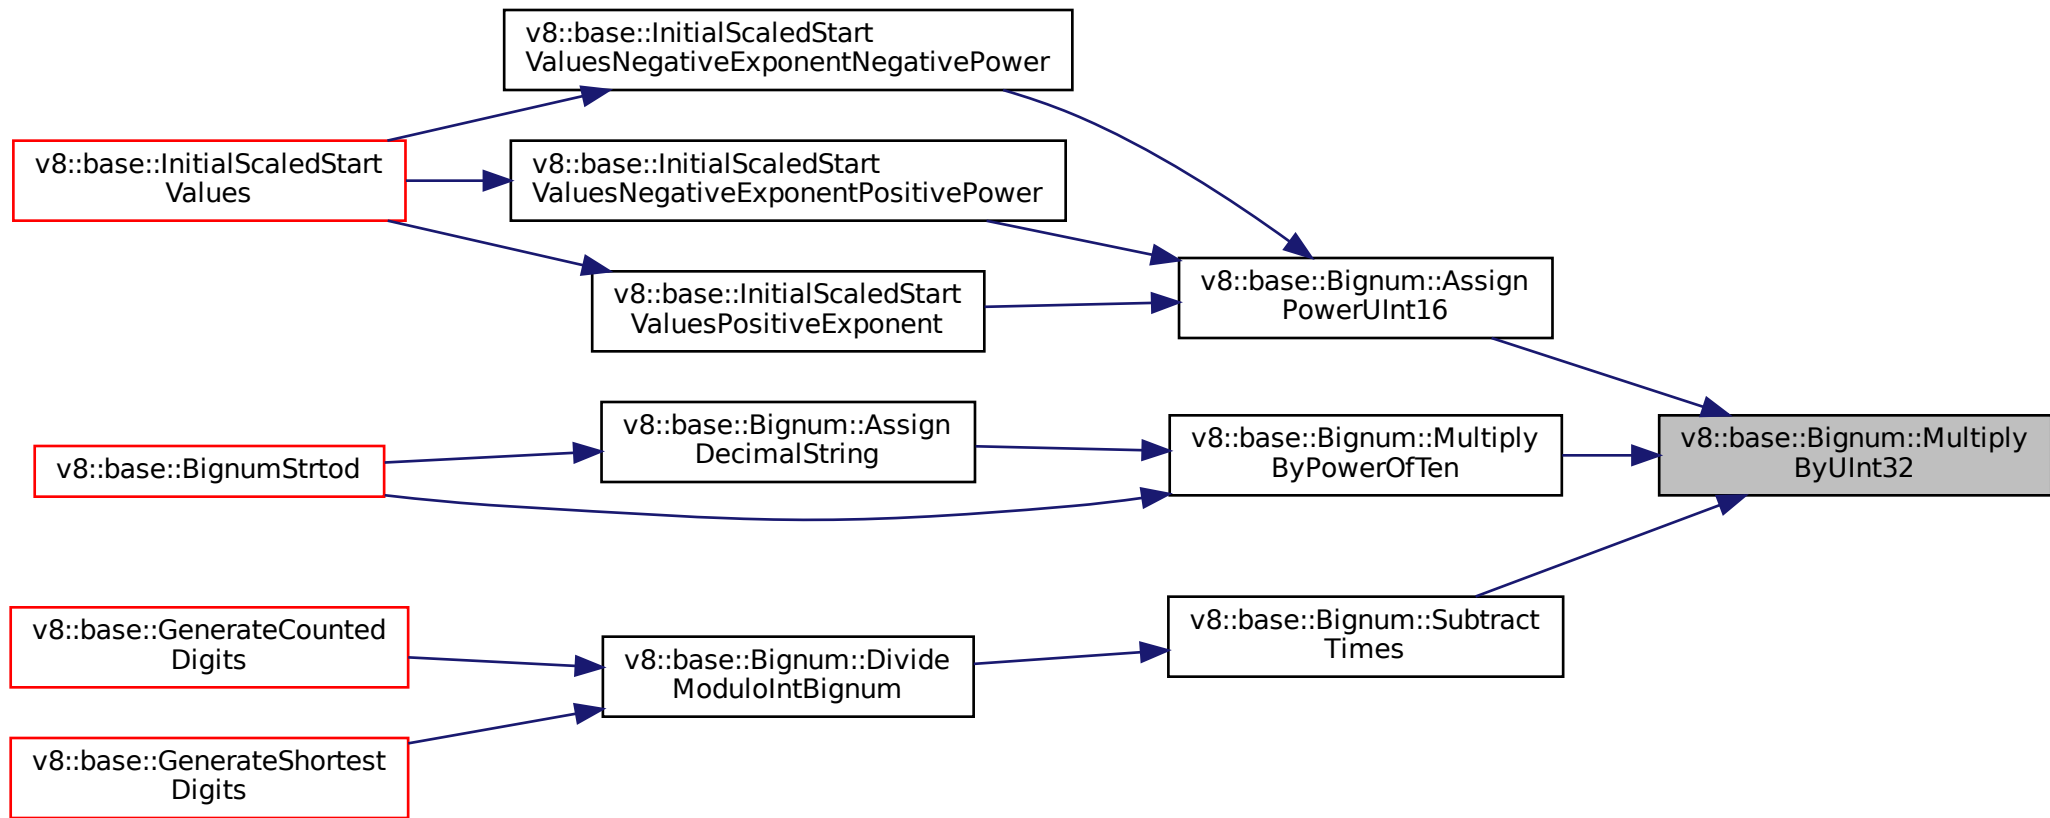 v8::base::InitialScaledStart
ValuesNegativeExponentNegativePower
v8::base::InitialScaledStart
Values
v8::base::InitialScaledStart
ValuesNegativeExponentPositivePower
v8::base::InitialScaledStart
ValuesPositiveExponent
v8::base::Bignum::Assign
PowerUInt16
v8::base::BignumStrtod
v8::base::Bignum::Assign
DecimalString
v8::base::Bignum::Multiply
ByPowerOfTen
v8::base::Bignum::Multiply
ByUInt32
v8::base::GenerateCounted
Digits
v8::base::Bignum::Divide
ModuloIntBignum
v8::base::Bignum::Subtract
Times
v8::base::GenerateShortest
Digits